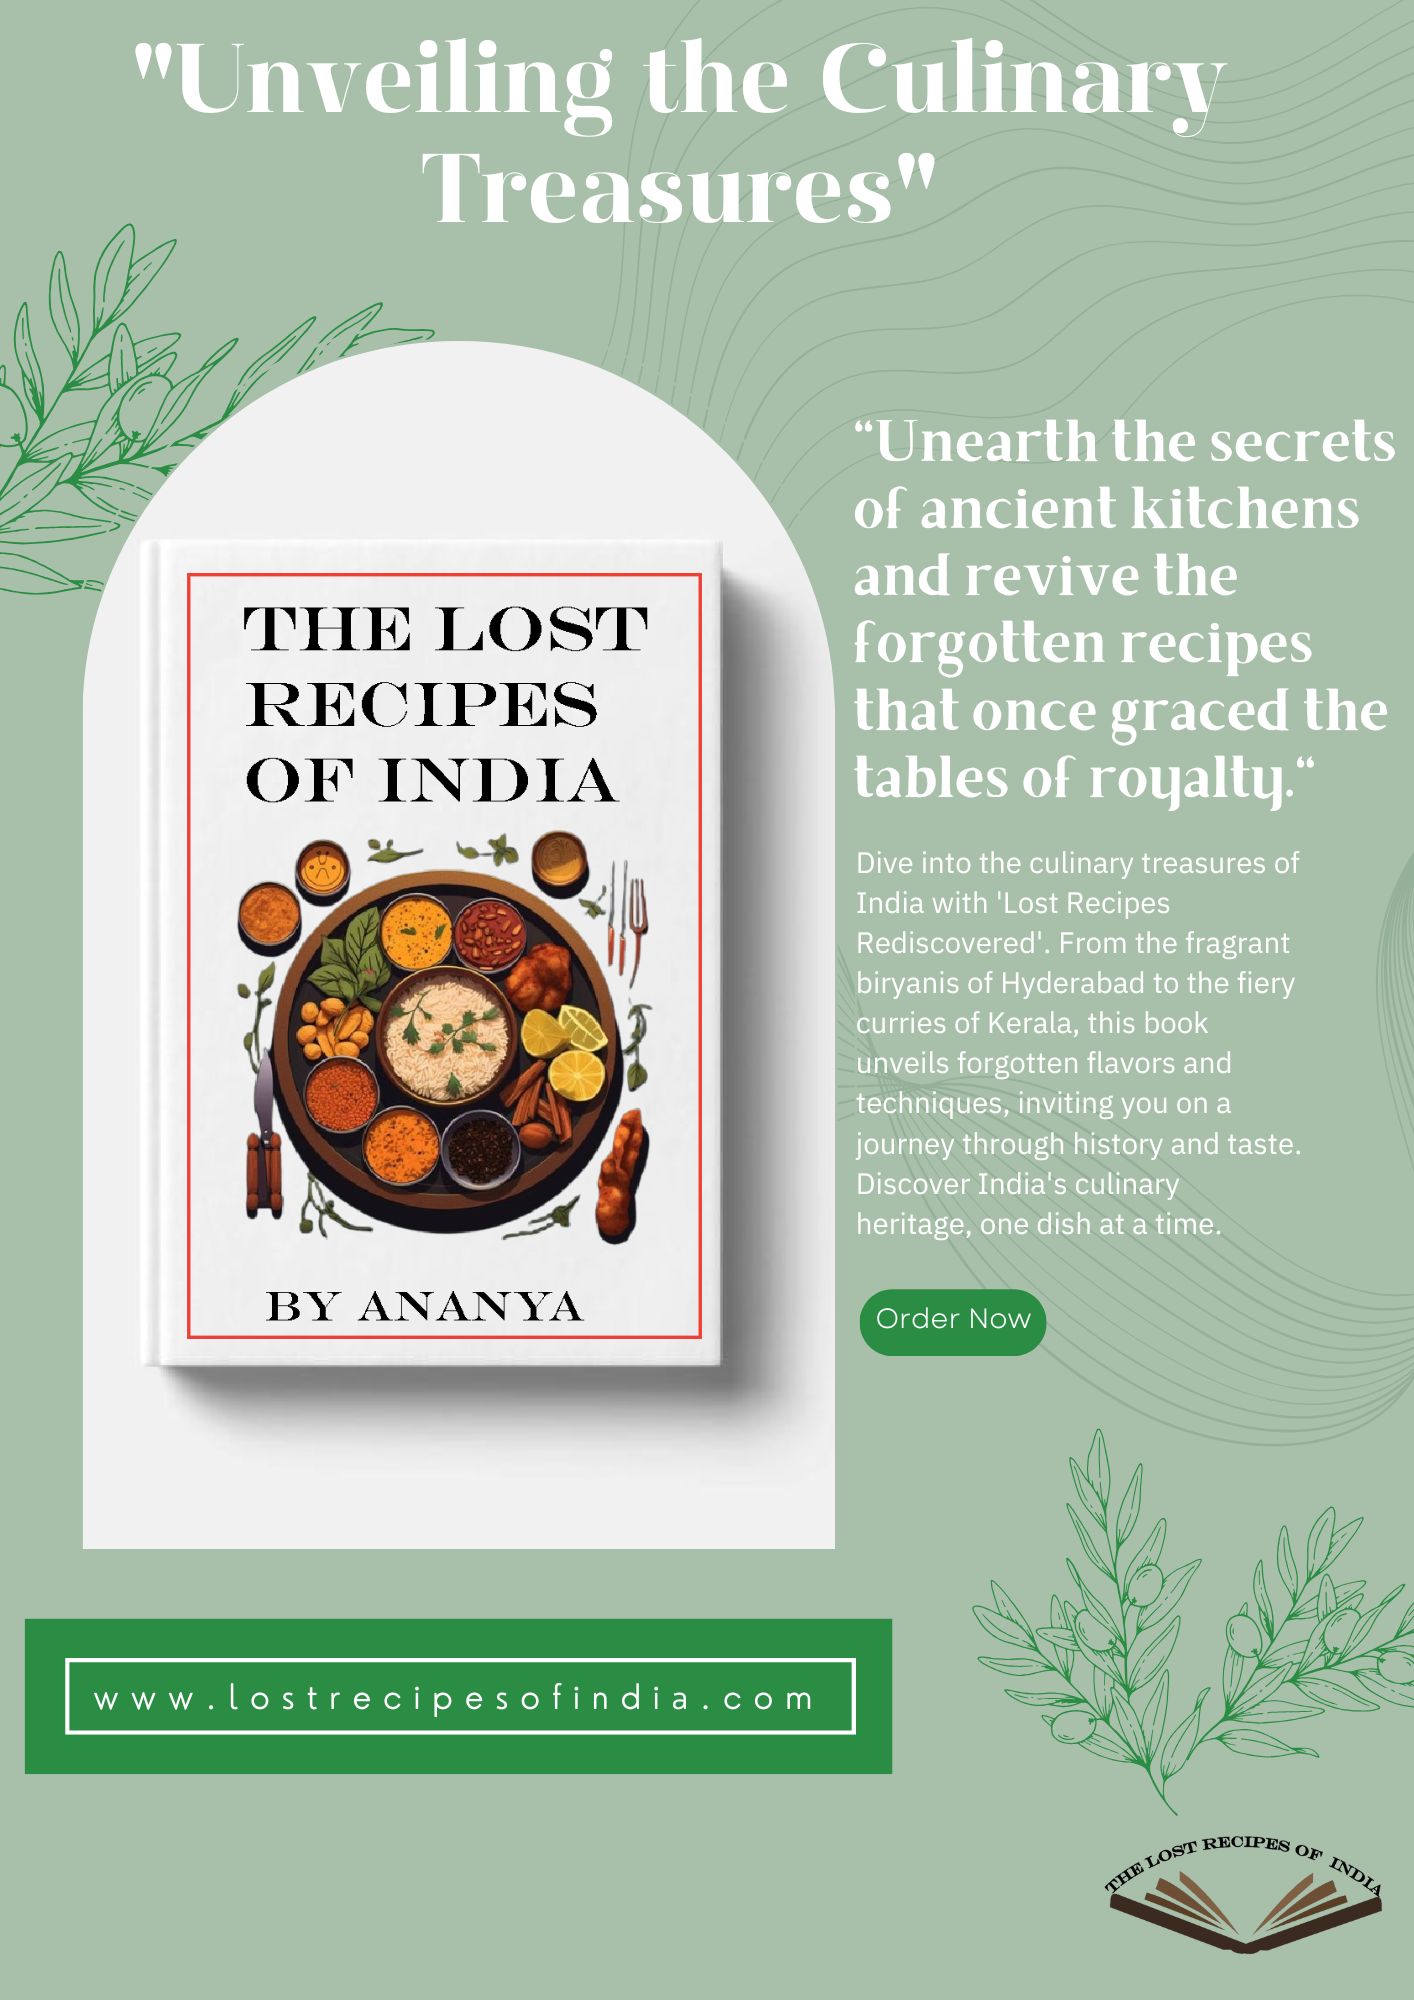 "Unveiling the Culinary
Treasures"
“Unearth the secrets
of ancient kitchens
and revive the
forgotten recipes
that once graced the
tables of royalty.“
THE LOST
RECIPES
OF INDIA
BY ANANYA
Dive into the culinary treasures of
India with 'Lost Recipes
Rediscovered'. From the fragrant
biryanis of Hyderabad to the fiery
curries of Kerala, this book
unveils forgotten flavors and
techniques, inviting you on a
journey through history and taste.
Discover India's culinary
heritage, one dish at a time.
Order Now
www.lostrecipesofindia.com
THE LOST RECIPES OF INDIA